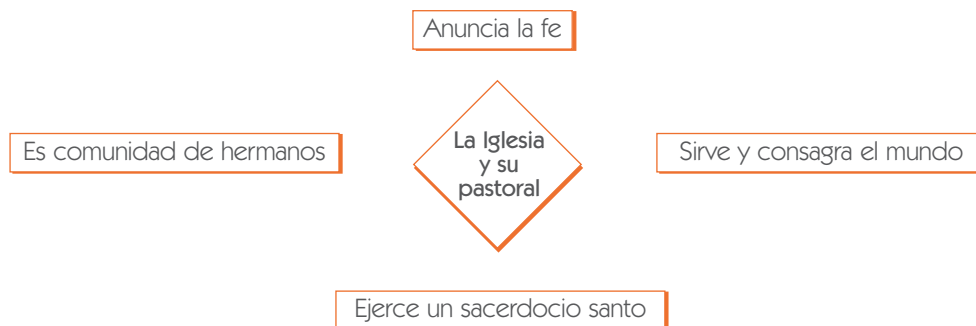 Anuncia la fe
Es comunidad de hermanos
La Iglesia
y su
pastoral
Sirve y consagra el mundo
Ejerce un sacerdocio santo